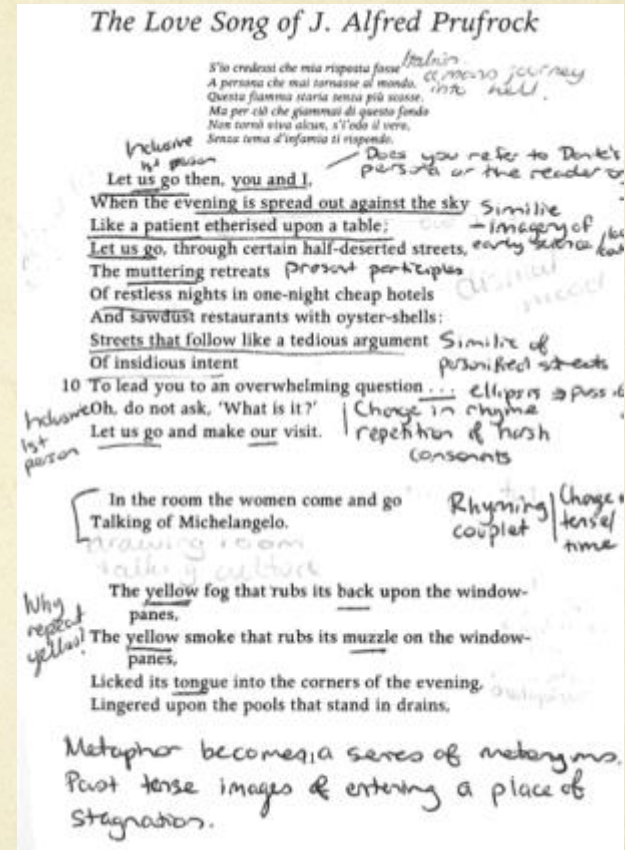 The Love Song of J. Alfred Prufrock
S'io credessi che mia risposta fosse
A persona che mai tornasse al mondo,
Questa fiamma staria senza più scosse.
Ma per ciò che giammai di questo fondo
Non tornò vivo alcun, s'i'odo il vero,
Senza tema d'infamia ti rispondo.
a mans journey
into hell.
Inclusive
1st person
Does you refer to Dante's
persona or the reader
Let us go then, you and I,
When the evening is spread out against the sky
Similie
Like a patient etherised upon a table;
→ imagery of
Let us go, through certain half-deserted streets,
early science
The muttering retreats
present participles
Of restless nights in one-night cheap hotels
And sawdust restaurants with oyster-shells:
Streets that follow like a tedious argument
Similie of
Of insidious intent
personified streets
10 To lead you to an overwhelming question . . .
ellipsis
Oh, do not ask, 'What is it?'
Let us go and make our visit.
Inclusive
1st
person
Change in rhyme
repetition of harsh
consonants
In the room the women come and go
Talking of Michelangelo.
Rhyming
couplet
Change
tense/
time
drawing room
talking culture
The yellow fog that rubs its back upon the window-
panes,
Why
repeat
yellow?
The yellow smoke that rubs its muzzle on the window-
panes,
Licked its tongue into the corners of the evening,
Lingered upon the pools that stand in drains,
Metaphor becomes a series of metonyms.
Past tense images of entering a place of
stagnation.